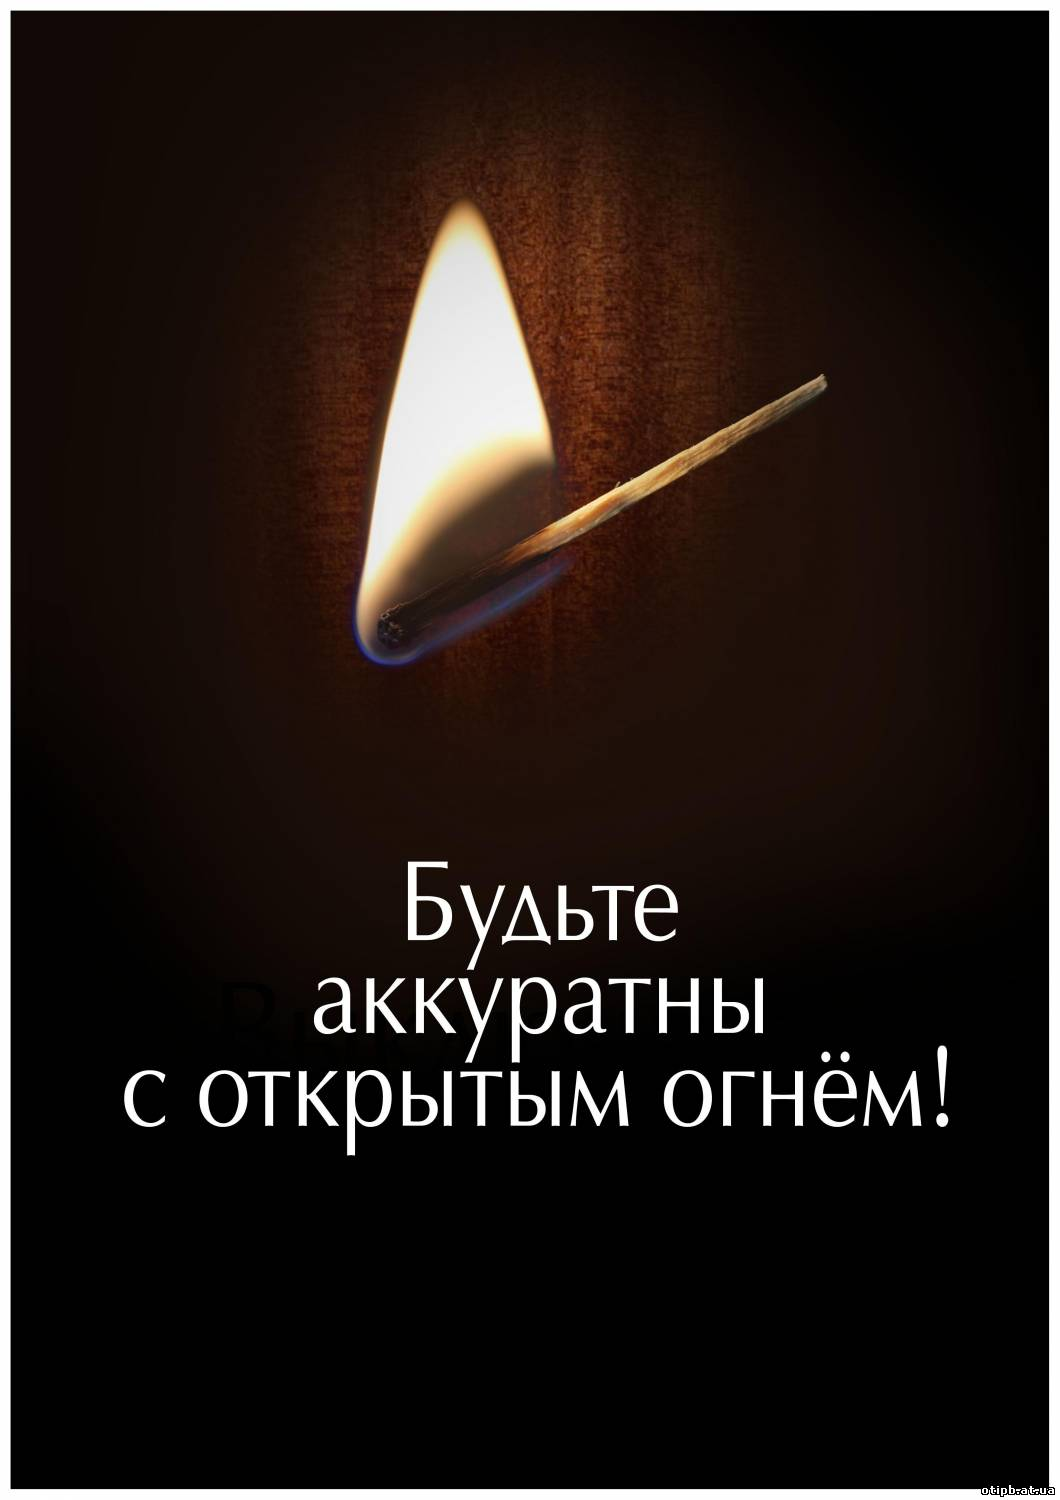 Будьте
аккуратны
с открытым огнём!
otipb.at.ua